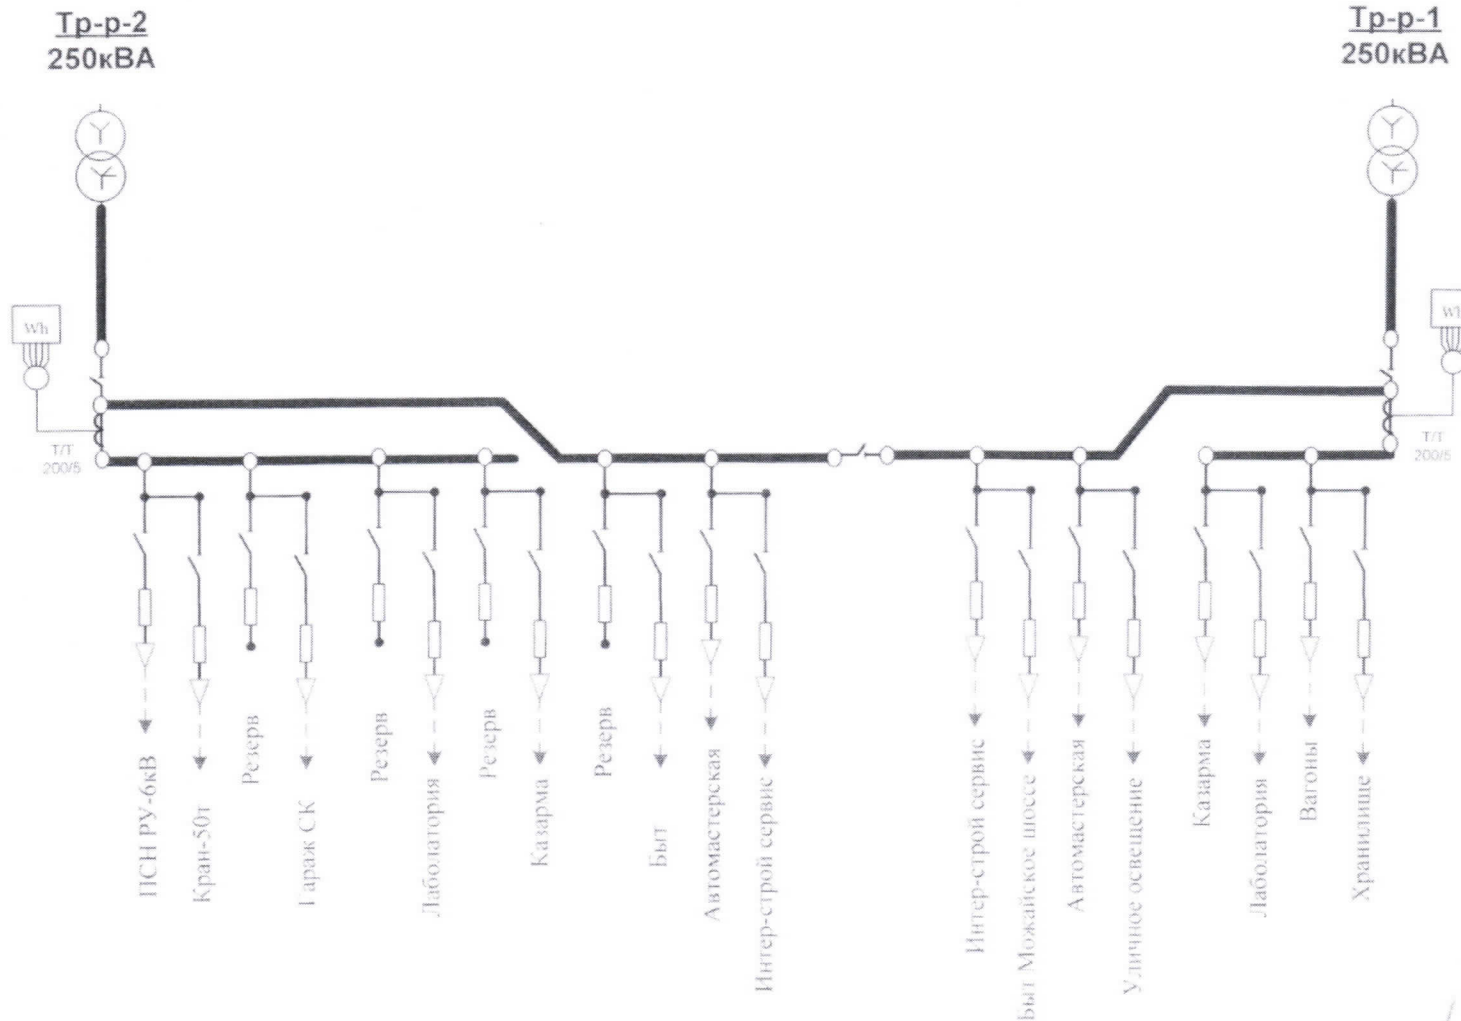 Тр-р-2
250кВА
Тр-р-1
250кВА
Wh
Wh
Т/Т
200/5
Т/Т
200/5
ПСН РУ-6кВ
Кран-50т
Резерв
Гараж СК
Резерв
Лаболатория
Резерв
Казарма
Резерв
Быт
Автомастерская
Интер-строй сервис
Интер-строй сервис
Быт Можайское шоссе
Автомастерская
Уличное освещение
Казарма
Лаболатория
Вагоны
Хранилише